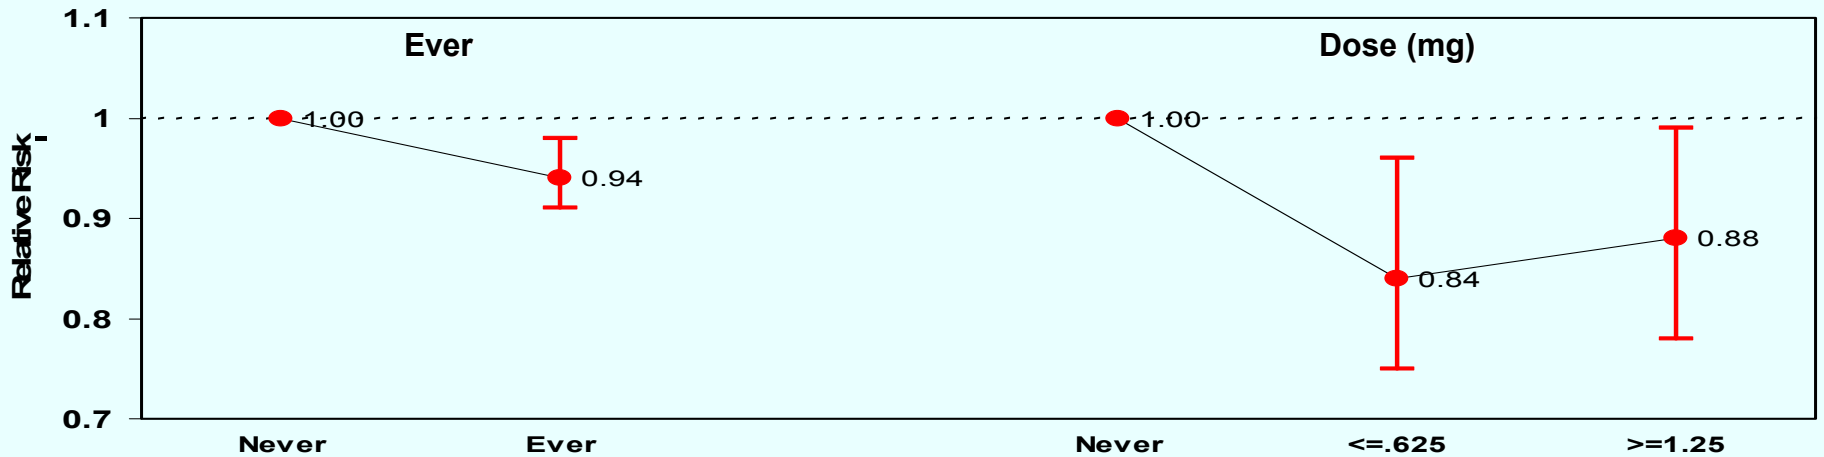 1.1
Ever
Dose (mg)
1
1.00
1.00
0.94
0.9
0.88
0.84
0.8
0.7
Relative Risk
Never
Ever
Never
<=.625
>=1.25